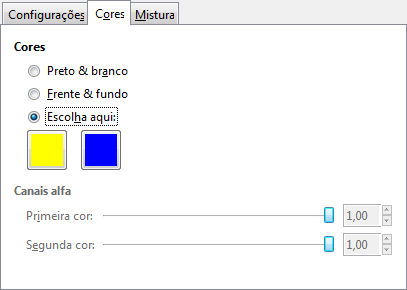 Configurações Cores Mistura
Cores
Preto & branco
Frente & fundo
Escolha aqui:
Canais alfa
Primeira cor: 1,00
Segunda cor: 1,00